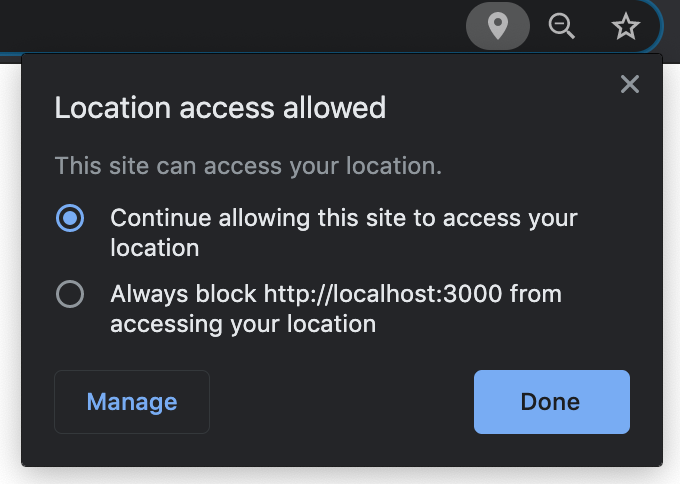 Location access allowed
This site can access your location.
Continue allowing this site to access your
location
Always block http://localhost:3000 from
accessing your location
Manage
Done